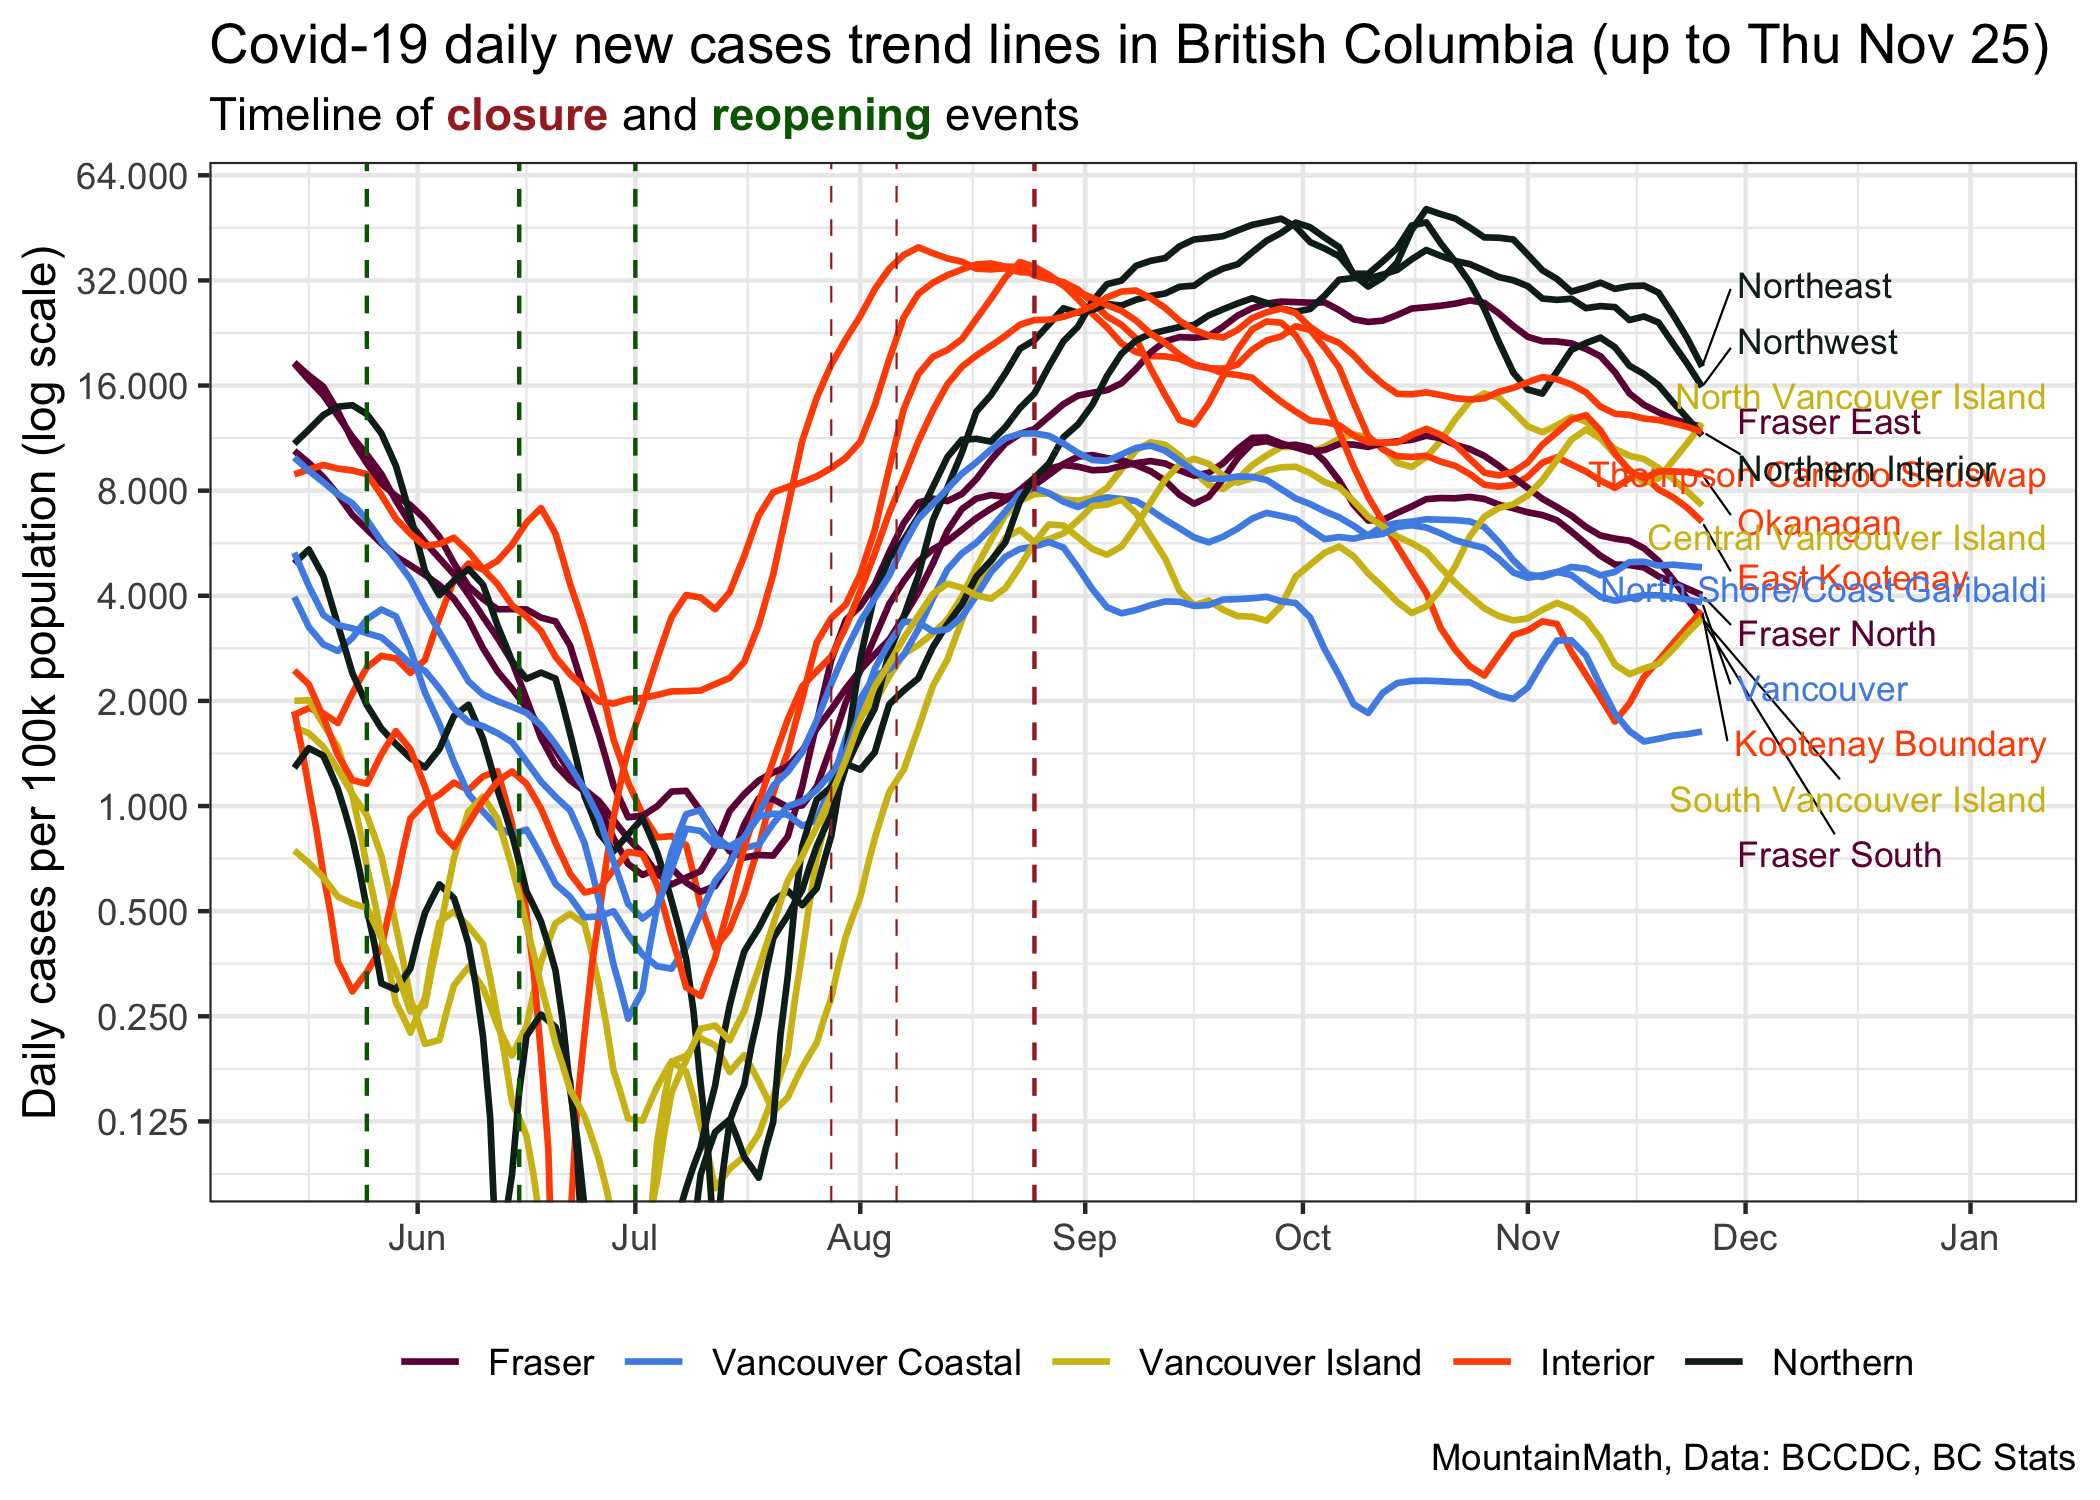 Covid-19 daily new cases trend lines in British Columbia (up to Thu Nov 25)
Timeline of closure and reopening events
Daily cases per 100k population (log scale)
64.000
32.000
16.000
8.000
4.000
2.000
1.000
0.500
0.250
0.125
Northeast
Northwest
North Vancouver Island
Fraser East
Northern Interior
Thompson Cariboo Shuswap
Okanagan
Central Vancouver Island
East Kootenay
North Shore/Coast Garibaldi
Fraser North
Vancouver
Kootenay Boundary
South Vancouver Island
Fraser South
Jun
Jul
Aug
Sep
Oct
Nov
Dec
Jan
Fraser
Vancouver Coastal
Vancouver Island
Interior
Northern
MountainMath, Data: BCCDC, BC Stats